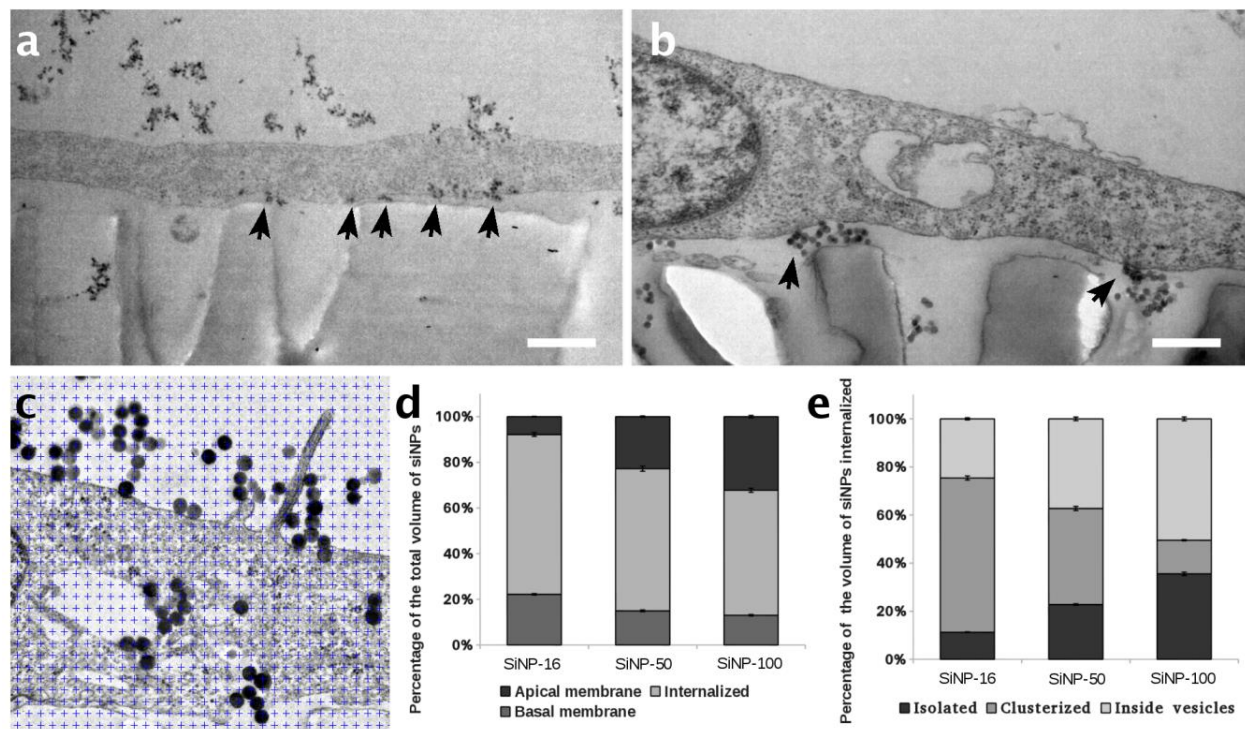 a
b
c
d
Percentage of the total volume of siNPs
100%
80%
60%
40%
20%
0%
SiNP-16 SiNP-50 SiNP-100
Apical membrane Internalized
Basal membrane
e
Percentage of the volume of siNPs internalized
100%
80%
60%
40%
20%
0%
SiNP-16 SiNP-50 SiNP-100
Isolated Clusterized Inside vesicles